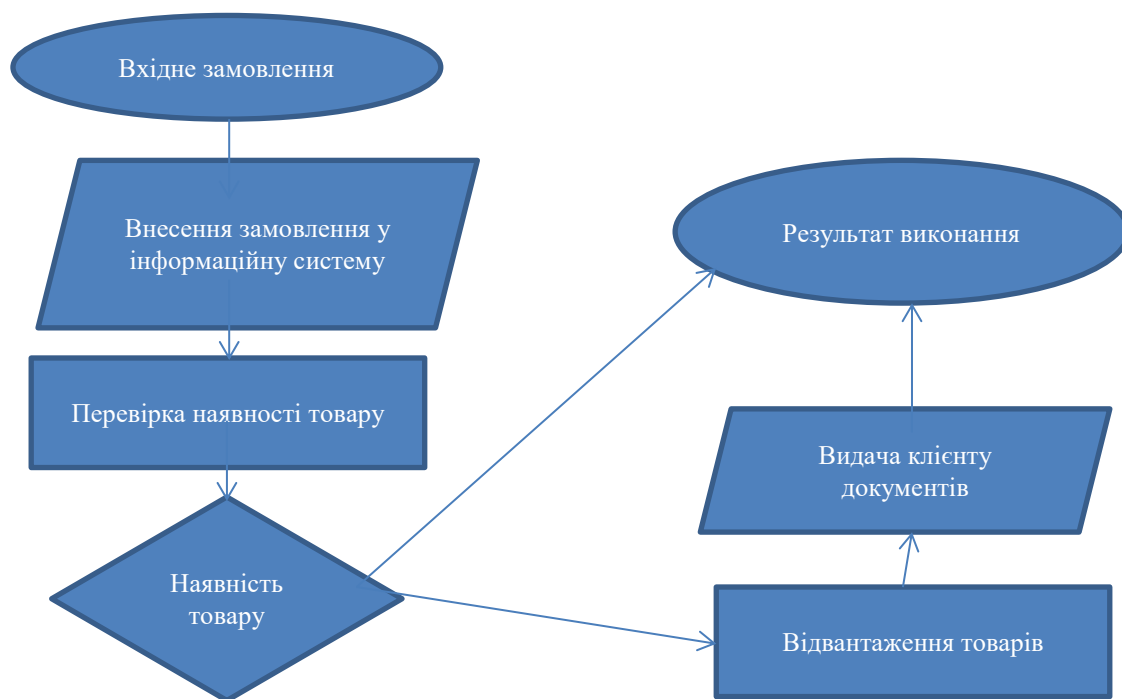 Вхідне замовлення
Внесення замовлення у
інформаційну систему
Перевірка наявності товару
Наявність
товару
Результат виконання
Видача клієнту
документів
Відвантаження товарів